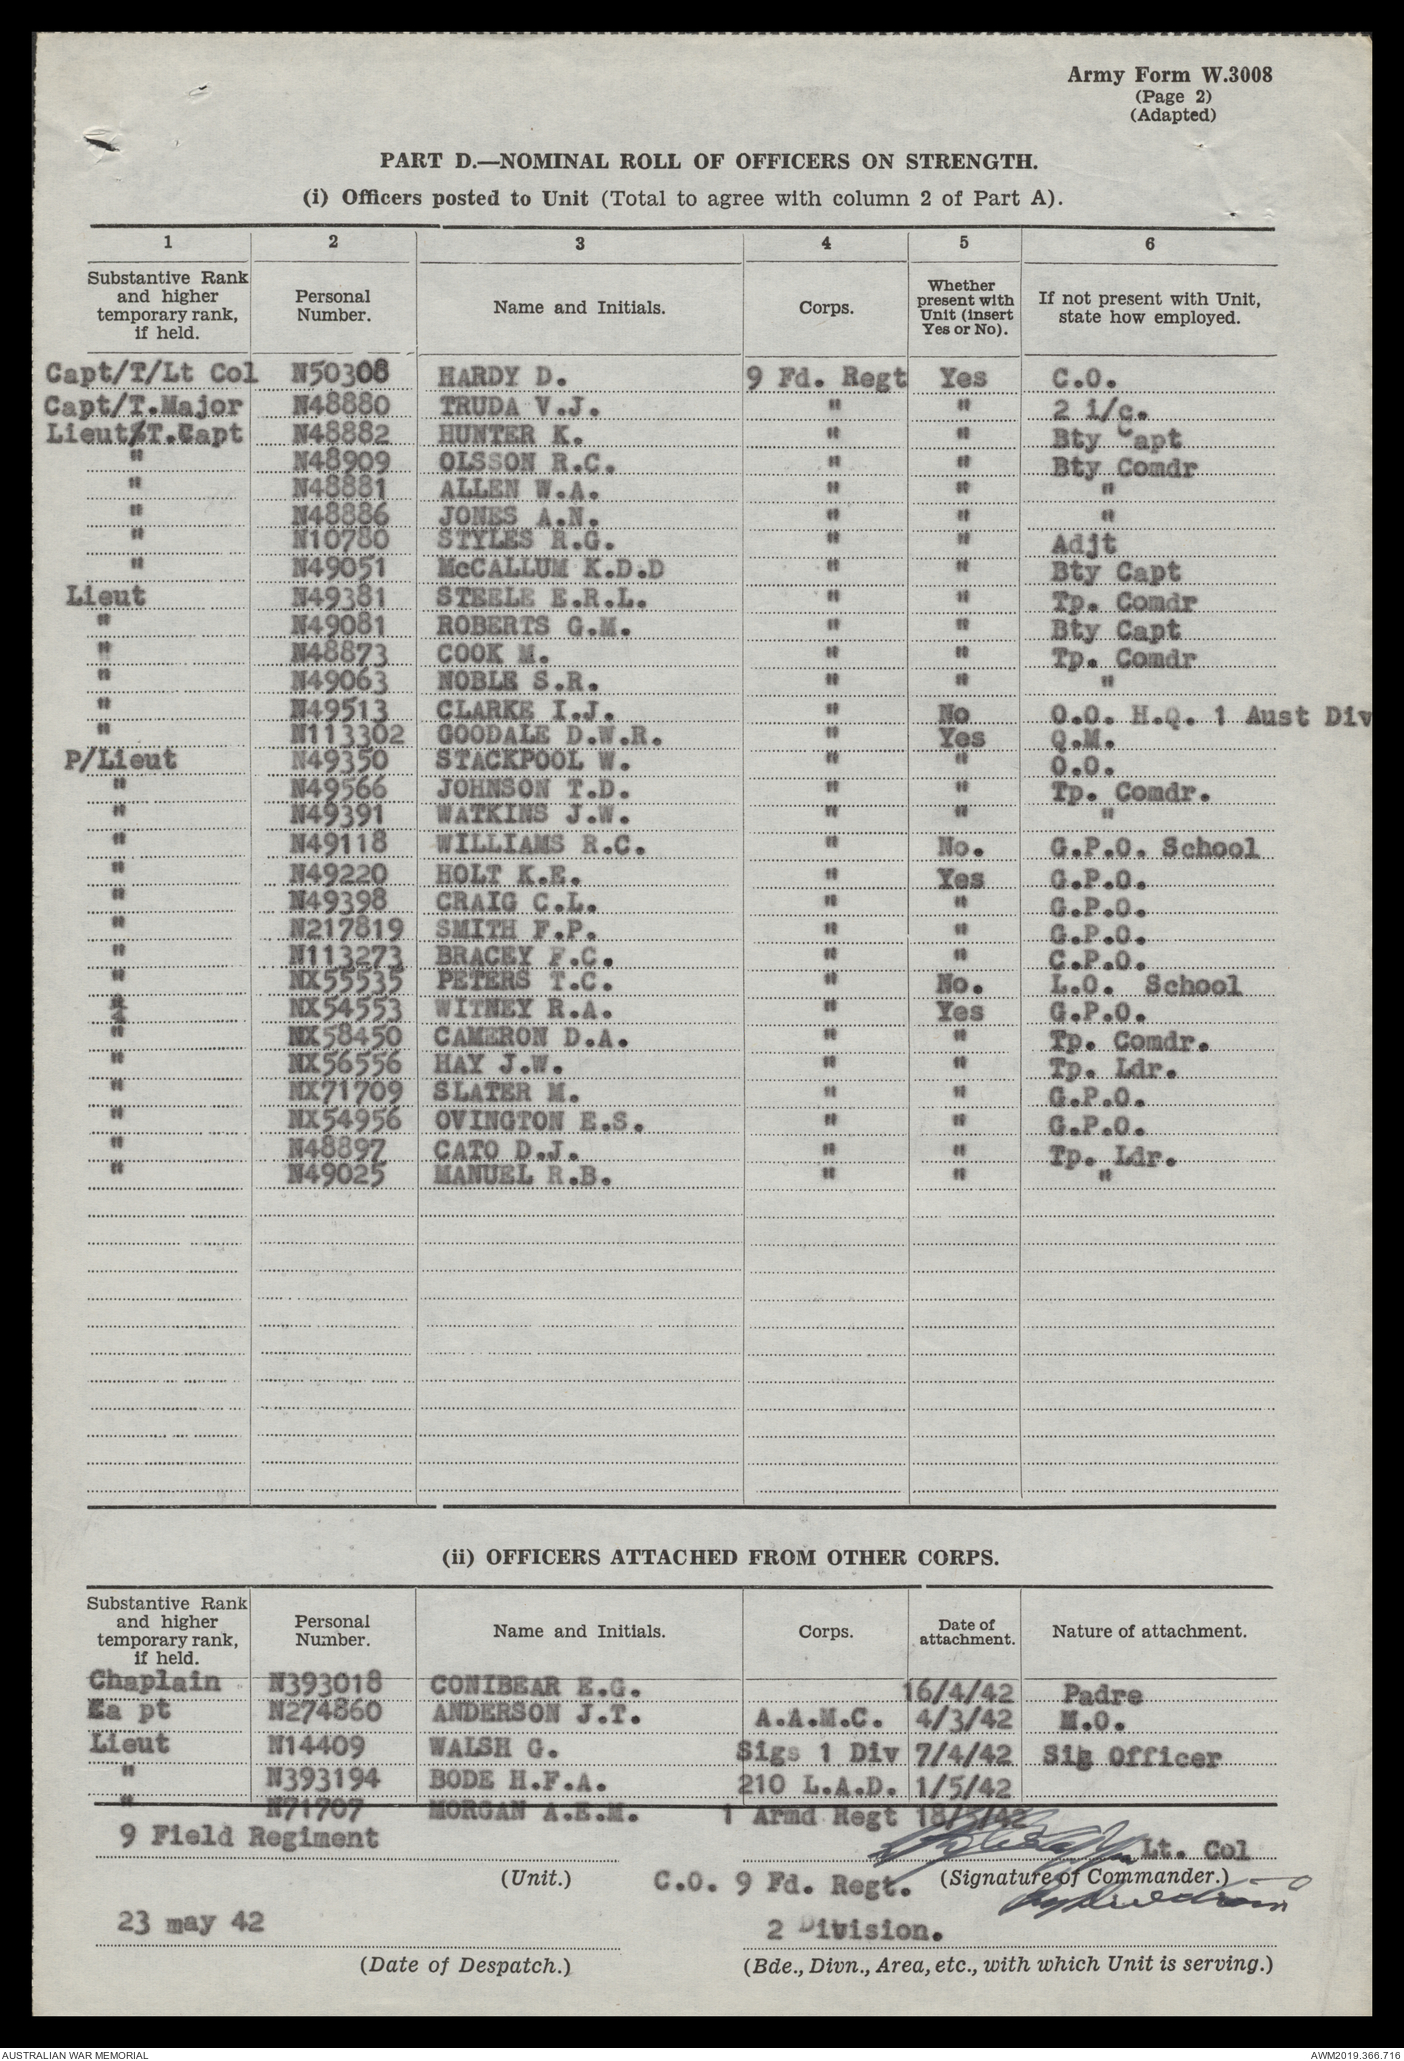 Army Form W.3008
(Page 2)
(Adapted)
PART D.—NOMINAL ROLL OF OFFICERS ON STRENGTH.
(i) Officers posted to Unit (Total to agree with column 2 of Part A).
1 2 3 4 5 6
Substantive Rank and higher temporary rank, if held. Personal Number. Name and Initials. Corps. Whether present with Unit (insert Yes or No). If not present with Unit, state how employed.
Capt/T/Lt Col N50308 HARDY D. 9 Fd. Regt Yes C.O.
Capt/T.Major N48880 TRUDA V.J. " " 2 i/c.
Lieut/T.Capt N48882 HUNTER K. " " Bty Capt
" N48909 OLSSON R.C. " " Bty Comdr
" N48881 ALLEN W.A. " " "
" N48886 JONES A.N. " " "
" N10780 STYLES R.G. " " Adjt
" N49051 McCALLUM K.D.D " " Bty Capt
Lieut N49381 STEELE E.R.L. " " Tp. Comdr
" N49081 ROBERTS G.M. " " Bty Capt
" N48873 COOK M. " " Tp. Comdr
" N49063 NOBLE S.R. " " "
" N49513 CLARKE I.J. " No O.O. H.Q. 1 Aust Div
" N113302 GOODALE D.W.R. " Yes Q.M.
P/Lieut N49350 STACKPOOL W. " " O.O.
" N49566 JOHNSON T.D. " " Tp. Comdr.
" N49391 WATKINS J.W. " " "
" N49118 WILLIAMS R.C. " No. G.P.O. School
" N49220 HOLT K.E. " Yes G.P.O.
" N49398 CRAIG C.L. " " G.P.O.
" N217819 SMITH F.P. " " G.P.O.
" N113273 BRACEY F.C. " " C.P.O.
" NX55535 PETERS T.C. " No. L.O. School
" NX54553 WITNEY R.A. " Yes G.P.O.
" NX58450 CAMERON D.A. " " Tp. Comdr.
" NX56556 HAY J.W. " " Tp. Ldr.
" NX71709 SLATER M. " " G.P.O.
" NX54956 OVINGTON E.S. " " G.P.O.
" N48897 CATO D.J. " " Tp. Ldr.
" N49025 MANUEL R.B. " " "
(ii) OFFICERS ATTACHED FROM OTHER CORPS.
Substantive Rank and higher temporary rank, if held. Personal Number. Name and Initials. Corps. Date of attachment. Nature of attachment.
Chaplain N393018 CONIBEAR E.G. 16/4/42 Padre
Ca pt N274860 ANDERSON J.T. A.A.M.C. 4/3/42 M.O.
Lieut N14409 WALSH G. Sigs 1 Div 7/4/42 Sig Officer
" N393194 BODE H.F.A. 210 L.A.D. 1/5/42
" N71707 MORGAN A.E.M. 1 Armd Regt 18/5/42
9 Field Regiment Lt. Col
(Unit.) C.O. 9 Fd. Regt. (Signature of Commander.)
23 may 42 2 Division.
(Date of Despatch.) (Bde., Divn., Area, etc., with which Unit is serving.)
AUSTRALIAN WAR MEMORIAL AWM2019.366.716